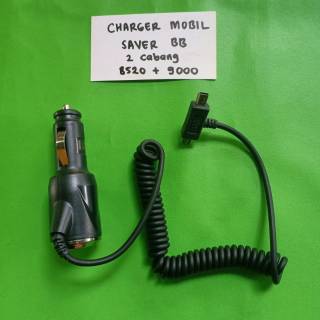 CHARGER MOBIL
SAVER BB
2 cabang
8520 + 9000